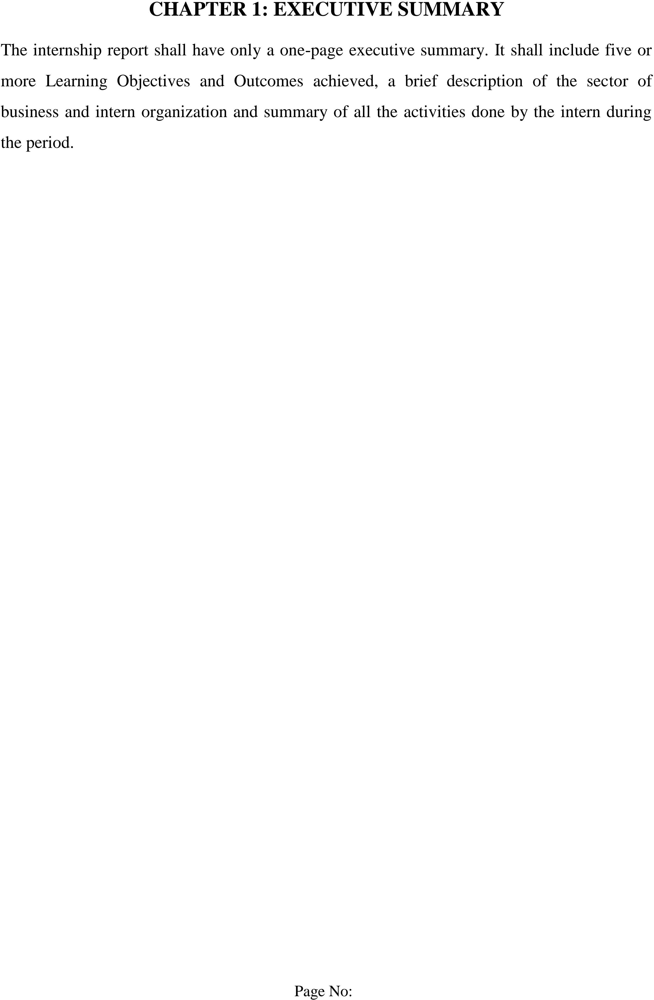 CHAPTER 1: EXECUTIVE SUMMARY
The internship report shall have only a one-page executive summary. It shall include five or
more Learning Objectives and Outcomes achieved, a brief description of the sector of
business and intern organization and summary of all the activities done by the intern during
the period.
Page No: